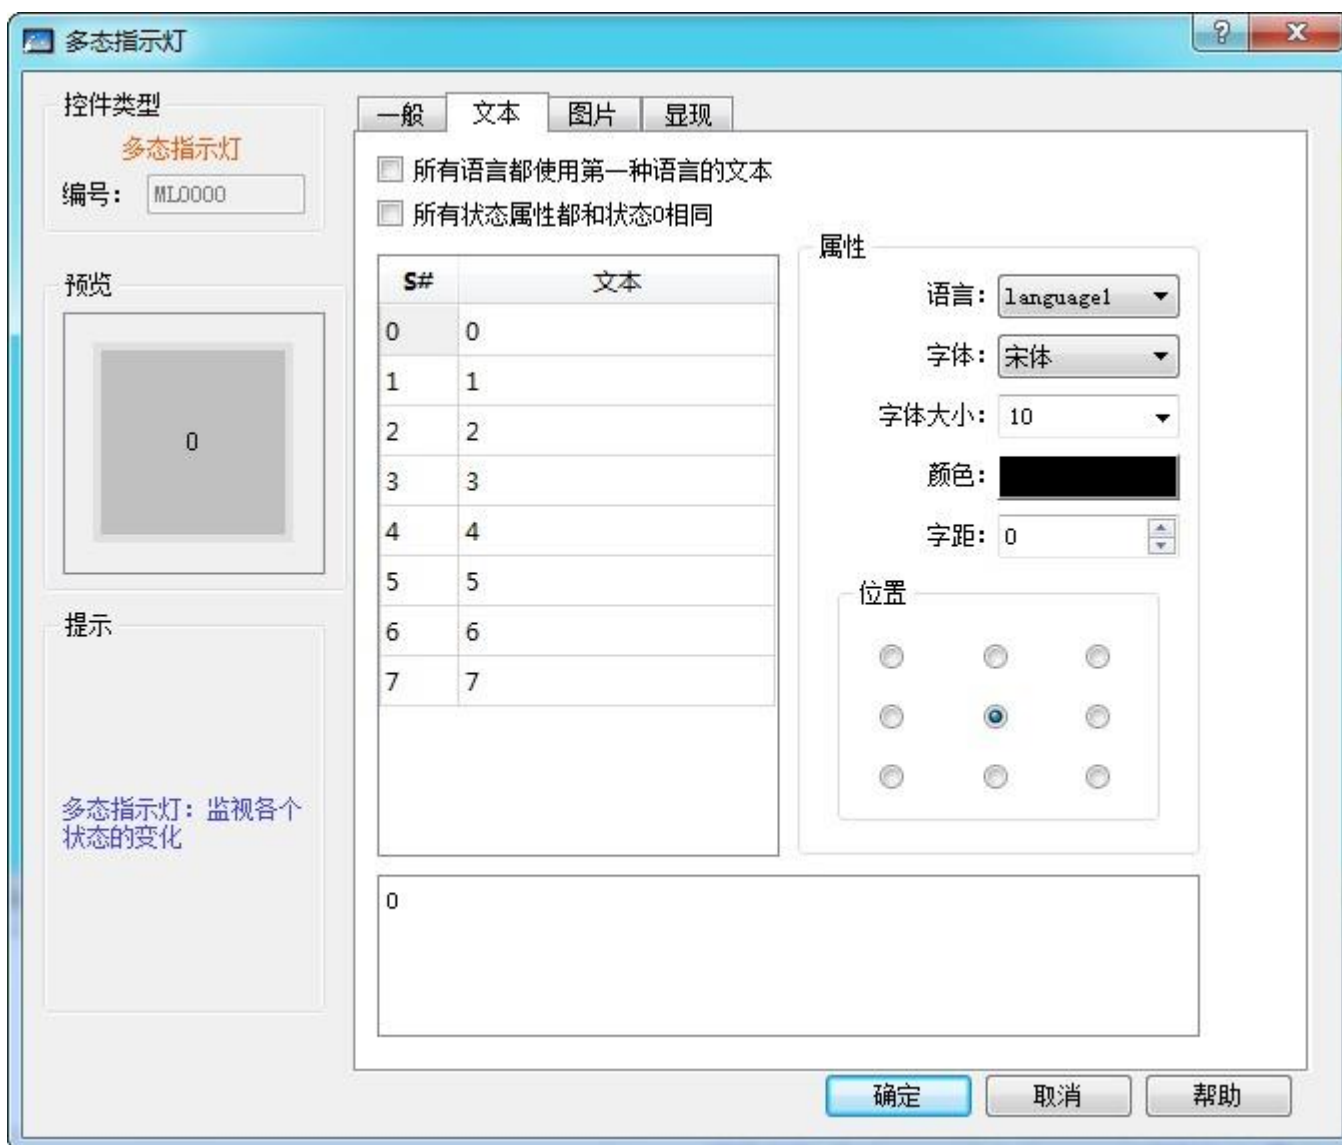 多态指示灯
控件类型
多态指示灯
编号： ML0000
预览
0
提示
多态指示灯：监视各个
状态的变化
一般 文本 图片 显现
所有语言都使用第一种语言的文本
所有状态属性都和状态0相同
S# 文本
0 0
1 1
2 2
3 3
4 4
5 5
6 6
7 7
属性
语言： language1
字体： 宋体
字体大小： 10
颜色：
字距： 0
位置
0
确定 取消 帮助